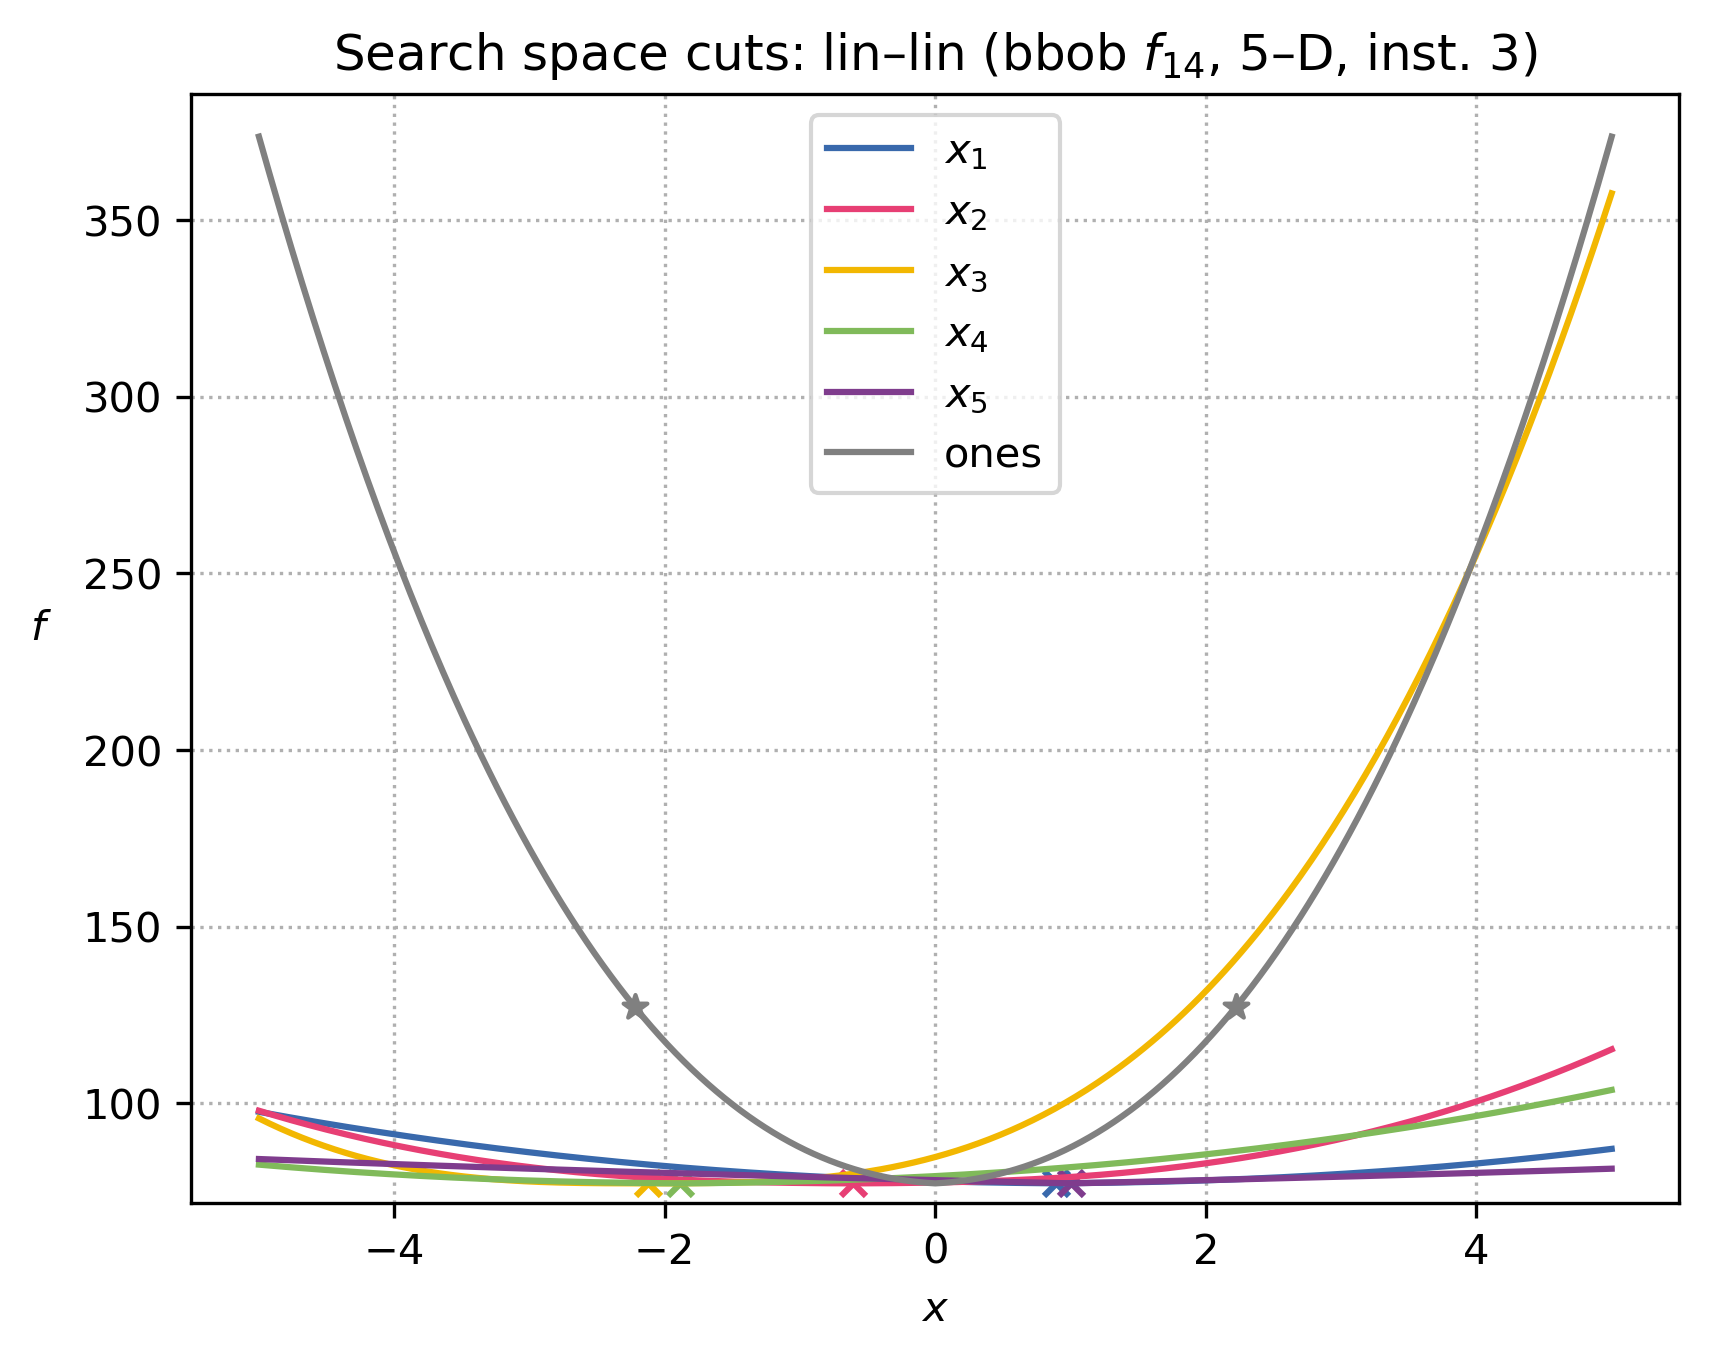 Search space cuts: lin–lin (bbob f₁₄, 5–D, inst. 3)
x₁
x₂
x₃
x₄
x₅
ones
350
300
250
200
150
100
f
−4 −2 0 2 4
x